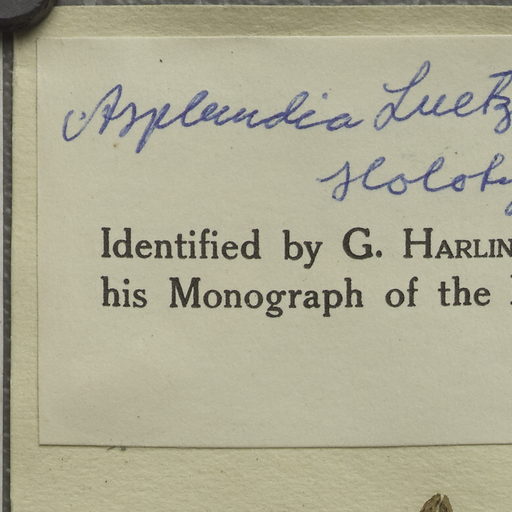 Asplundia Luetz
Holoty
Identified by G. HARLIN
his Monograph of the